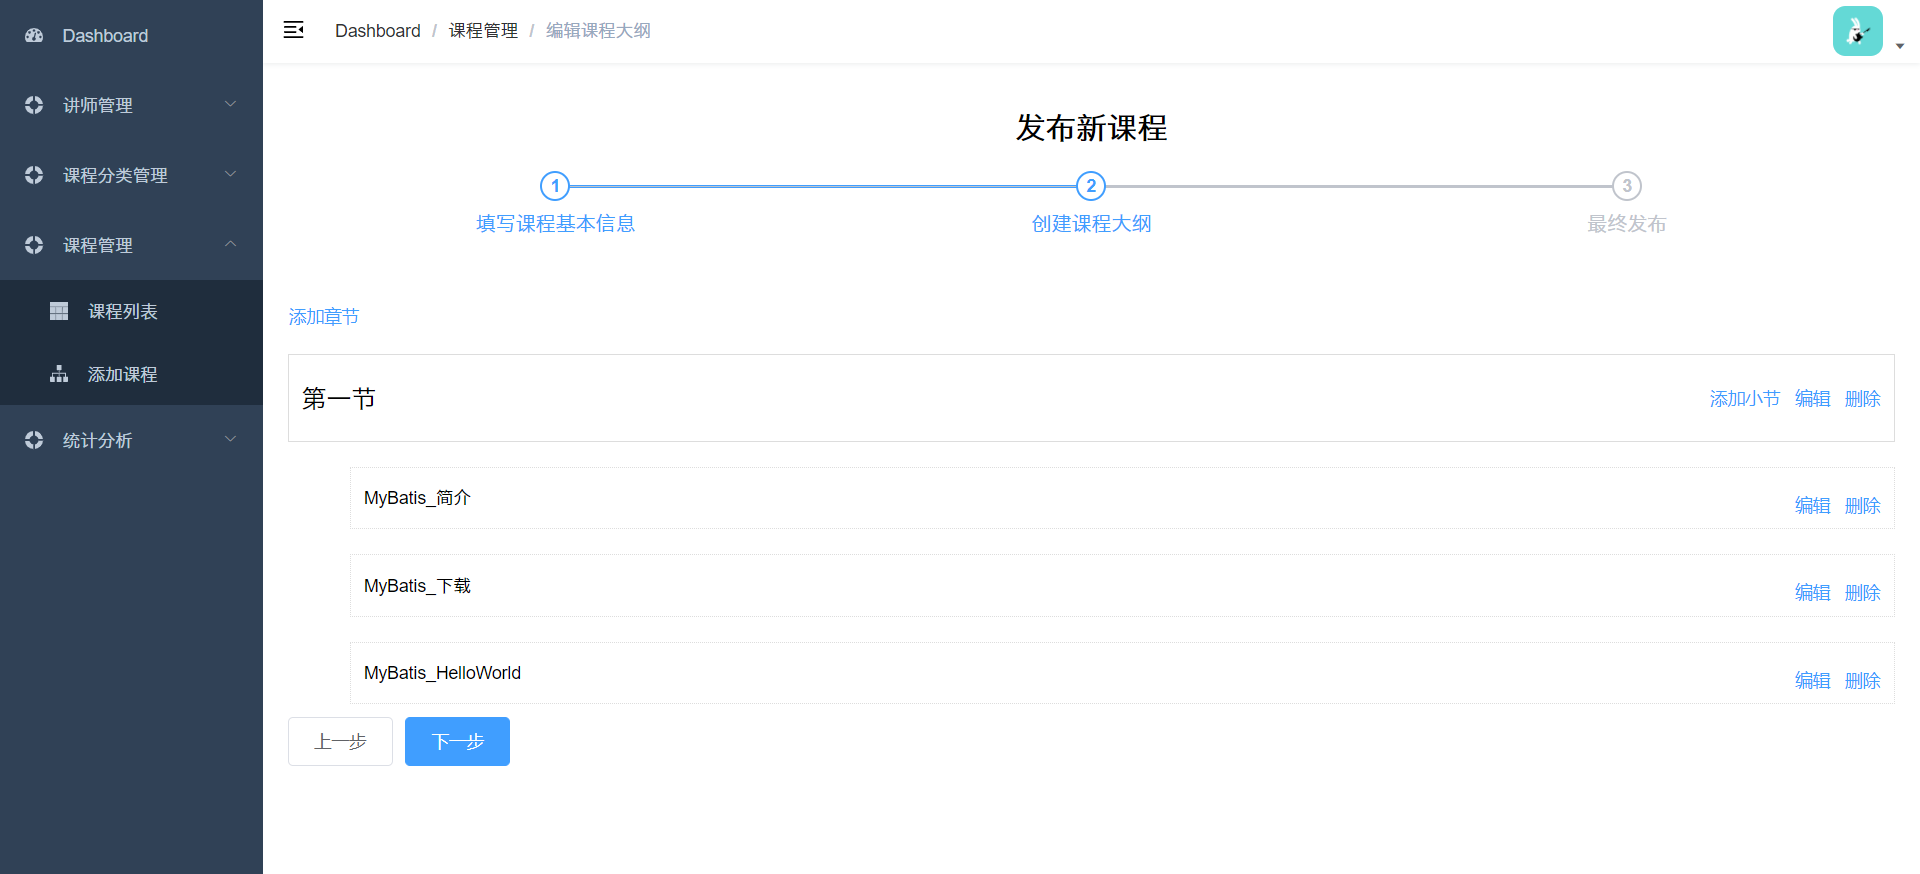 Dashboard
讲师管理
课程分类管理
课程管理
课程列表
添加课程
统计分析
Dashboard / 课程管理 / 编辑课程大纲
发布新课程
1 2 3
填写课程基本信息 创建课程大纲 最终发布
添加章节
第一节 添加小节 编辑 删除
MyBatis_简介 编辑 删除
MyBatis_下载 编辑 删除
MyBatis_HelloWorld 编辑 删除
上一步 下一步